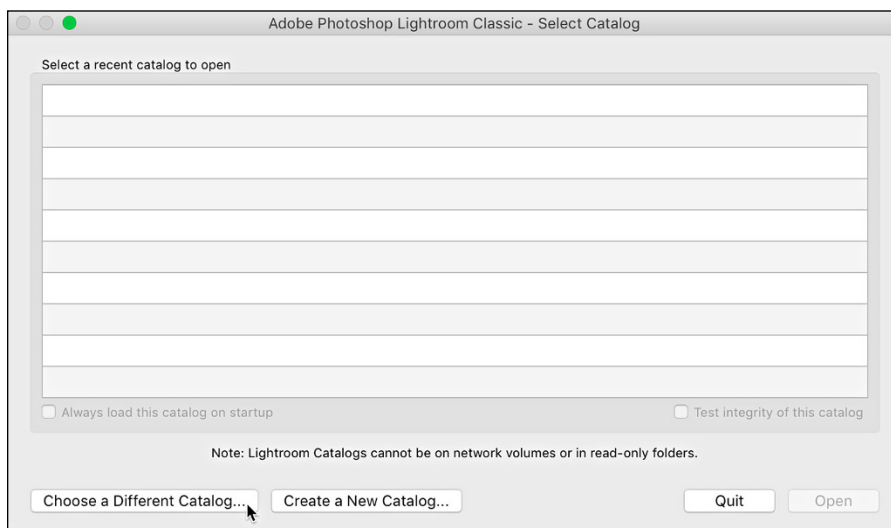 Adobe Photoshop Lightroom Classic - Select Catalog
Select a recent catalog to open
Always load this catalog on startup
Test integrity of this catalog
Note: Lightroom Catalogs cannot be on network volumes or in read-only folders.
Choose a Different Catalog...
Create a New Catalog...
Quit
Open